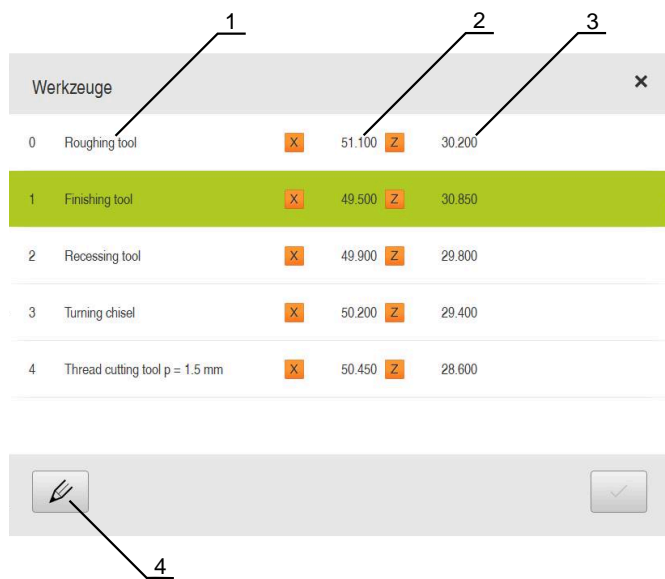 1 2 3
Werkzeuge ×
0 Roughing tool X 51.100 Z 30.200
1 Finishing tool X 49.500 Z 30.850
2 Recessing tool X 49.900 Z 29.800
3 Turning chisel X 50.200 Z 29.400
4 Thread cutting tool p = 1.5 mm X 50.450 Z 28.600
4